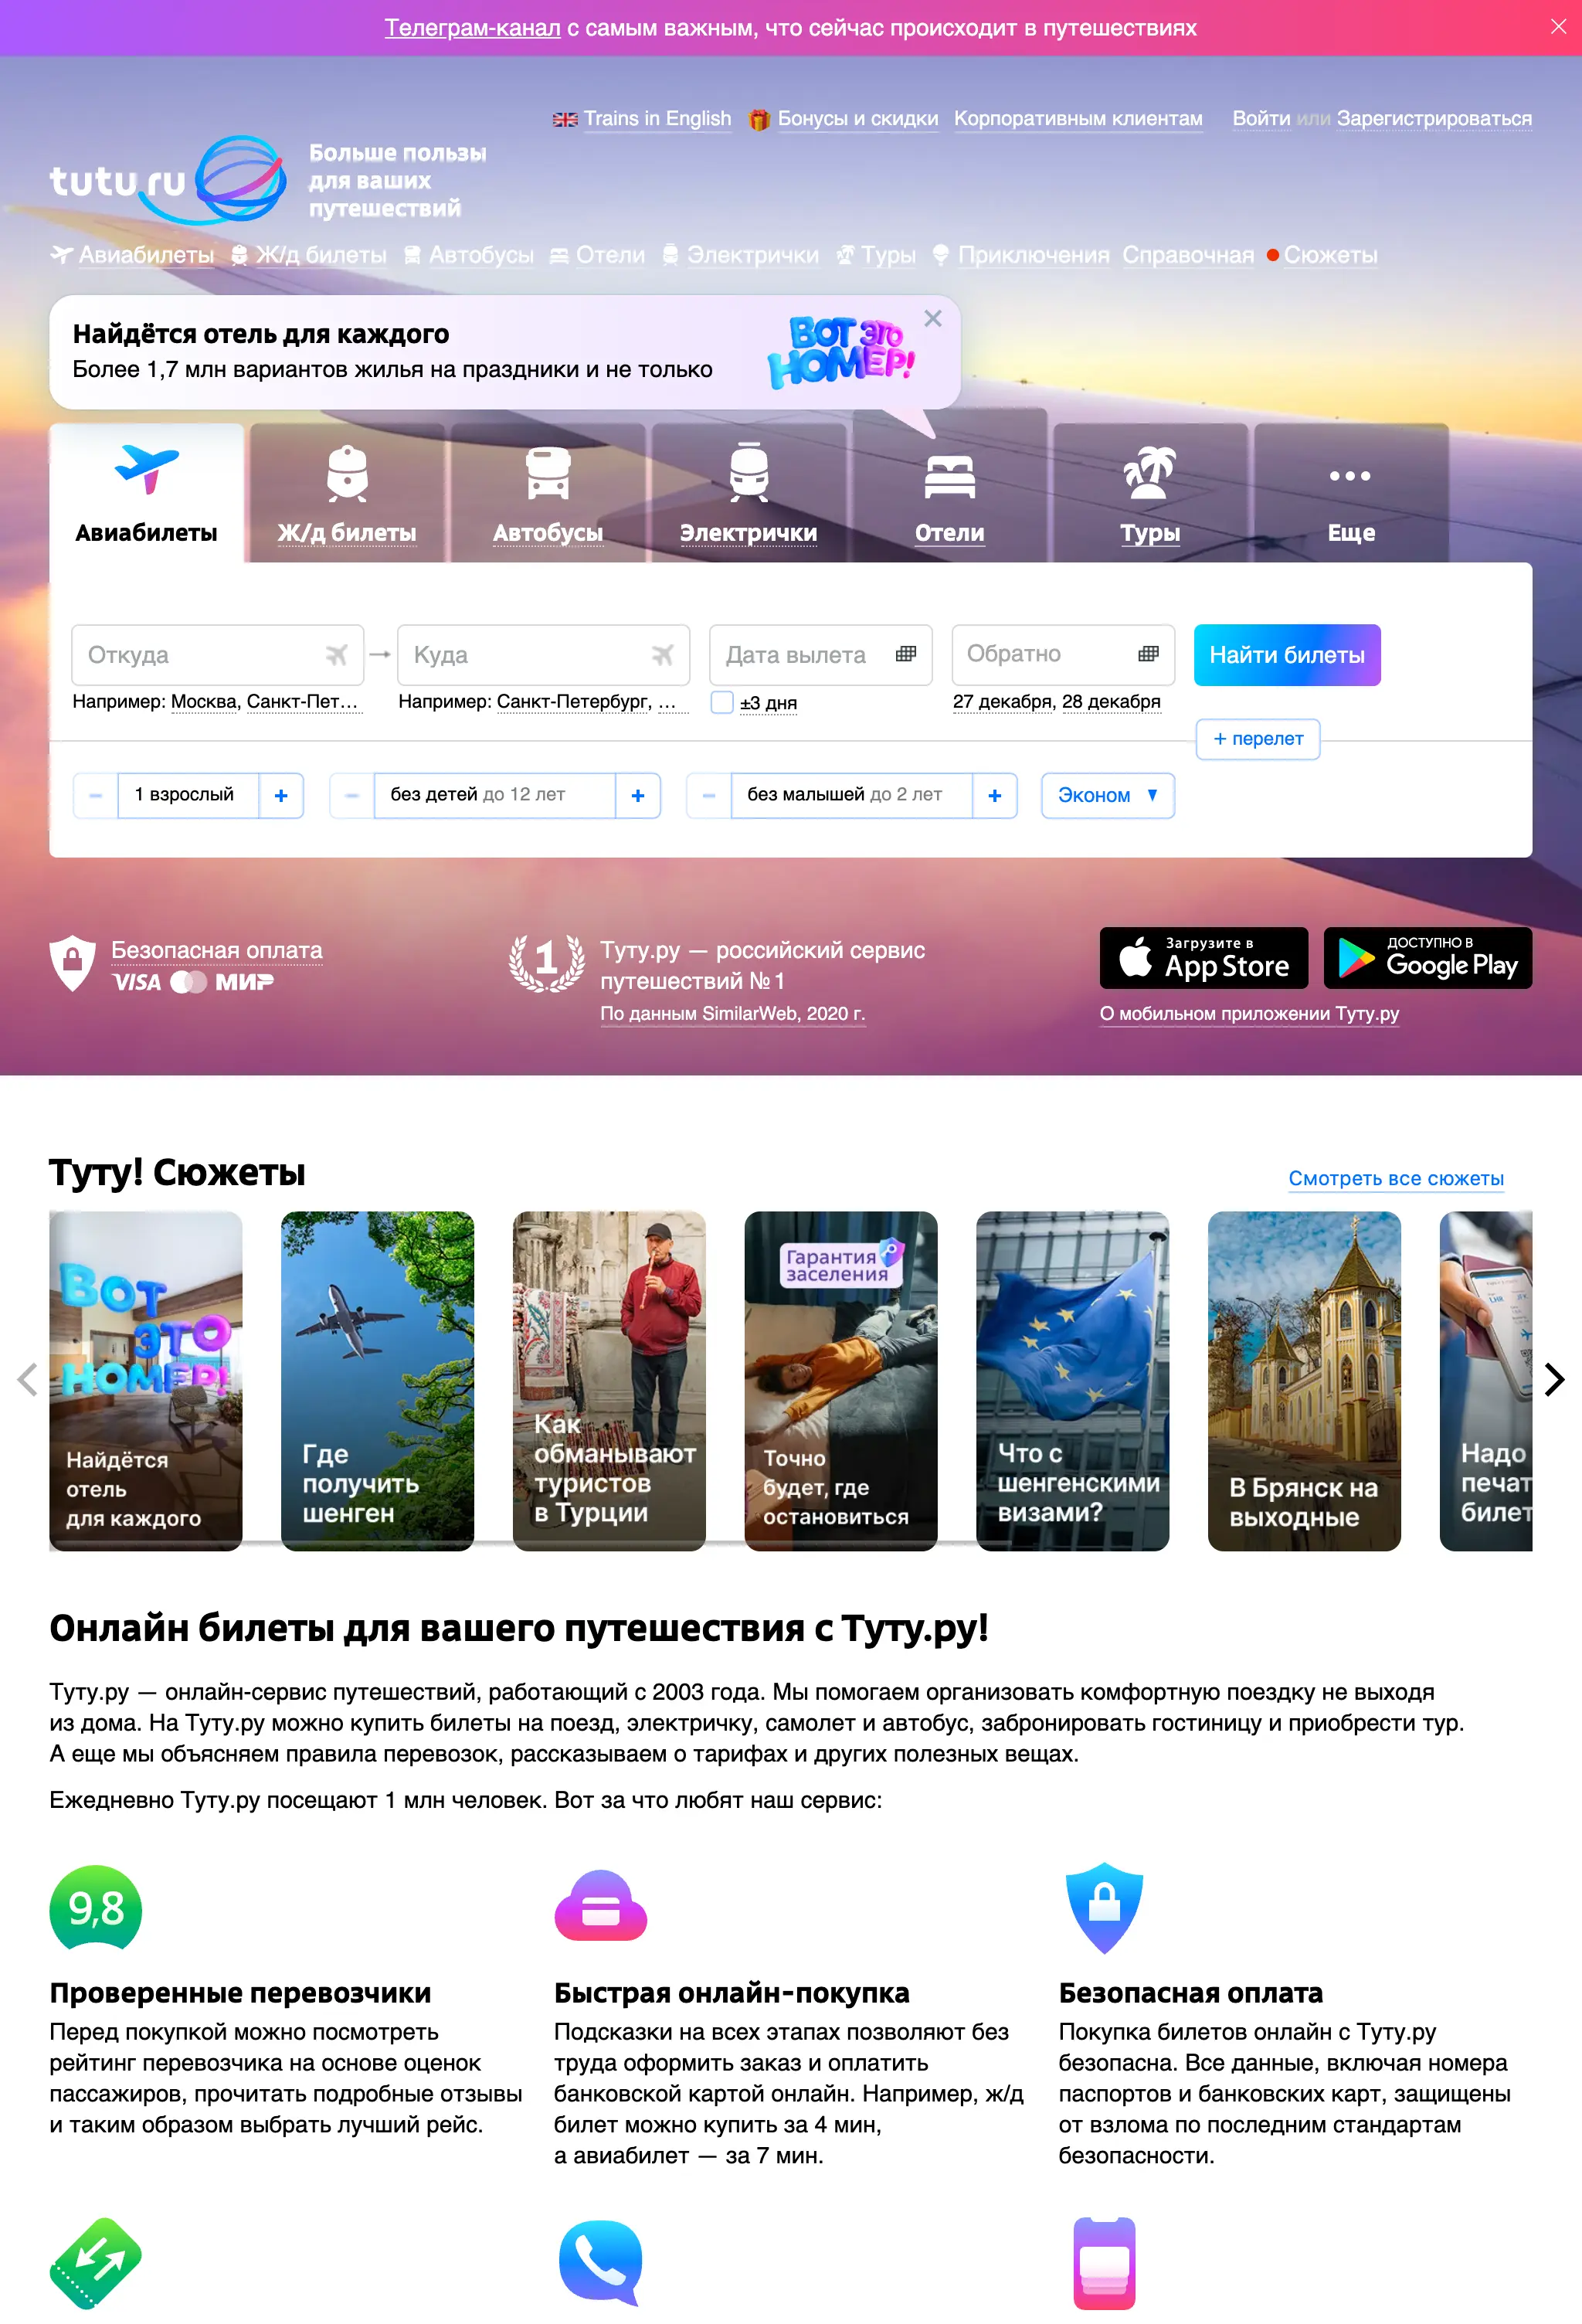 Телеграм-канал с самым важным, что сейчас происходит в путешествиях
Trains in English Бонусы и скидки Корпоративным клиентам Войти или Зарегистрироваться
tutu.ru
Больше пользы
для ваших
путешествий
Авиабилеты Ж/д билеты Автобусы Отели Электрички Туры Приключения Справочная Сюжеты
Найдётся отель для каждого
Более 1,7 млн вариантов жилья на праздники и не только
ВОТ ЭТО
НОМЕР!
Авиабилеты Ж/д билеты Автобусы Электрички Отели Туры Еще
Откуда Куда Дата вылета Обратно Найти билеты
Например: Москва, Санкт-Пет... Например: Санкт-Петербург, ... ±3 дня 27 декабря, 28 декабря
+ перелет
− 1 взрослый + − без детей до 12 лет + − без малышей до 2 лет + Эконом ▼
Безопасная оплата
VISA МИР
1
Туту.ру — российский сервис
путешествий №1
По данным SimilarWeb, 2020 г.
Загрузите в
App Store
ДОСТУПНО В
Google Play
О мобильном приложении Туту.ру
Туту! Сюжеты
Смотреть все сюжеты
ВОТ
ЭТО
НОМЕР!
Найдётся
отель
для каждого
Где
получить
шенген
Как
обманывают
туристов
в Турции
Гарантия
заселения
Точно
будет, где
остановиться
Что с
шенгенскими
визами?
В Брянск на
выходные
LHR JFK
Надо
печат
билет
Онлайн билеты для вашего путешествия с Туту.ру!
Туту.ру — онлайн-сервис путешествий, работающий с 2003 года. Мы помогаем организовать комфортную поездку не выходя
из дома. На Туту.ру можно купить билеты на поезд, электричку, самолет и автобус, забронировать гостиницу и приобрести тур.
А еще мы объясняем правила перевозок, рассказываем о тарифах и других полезных вещах.
Ежедневно Туту.ру посещают 1 млн человек. Вот за что любят наш сервис:
9,8
Проверенные перевозчики
Перед покупкой можно посмотреть
рейтинг перевозчика на основе оценок
пассажиров, прочитать подробные отзывы
и таким образом выбрать лучший рейс.
Быстрая онлайн-покупка
Подсказки на всех этапах позволяют без
труда оформить заказ и оплатить
банковской картой онлайн. Например, ж/д
билет можно купить за 4 мин,
а авиабилет — за 7 мин.
Безопасная оплата
Покупка билетов онлайн с Туту.ру
безопасна. Все данные, включая номера
паспортов и банковских карт, защищены
от взлома по последним стандартам
безопасности.